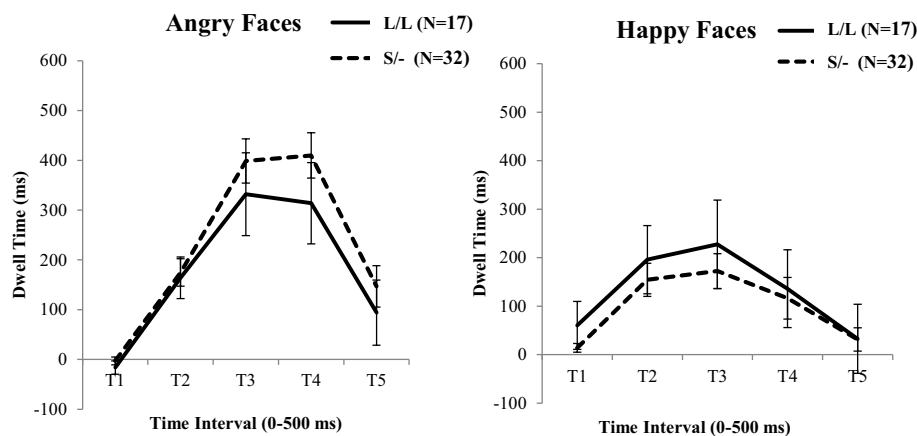 Angry Faces
L/L (N=17)
S/- (N=32)
600
500
400
300
200
100
0
-100
Dwell Time (ms)
T1 T2 T3 T4 T5
Time Interval (0-500 ms)
Happy Faces
L/L (N=17)
S/- (N=32)
600
500
400
300
200
100
0
-100
Dwell Time (ms)
T1 T2 T3 T4 T5
Time Interval (0-500 ms)